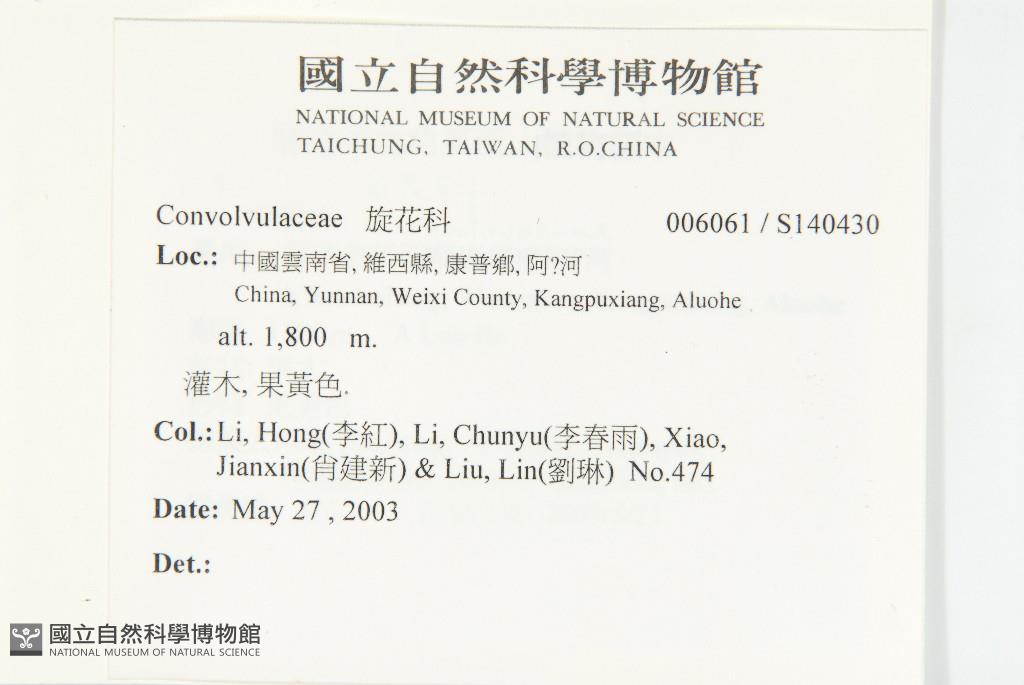 國立自然科學博物館
NATIONAL MUSEUM OF NATURAL SCIENCE
TAICHUNG, TAIWAN, R.O.CHINA
Convolvulaceae 旋花科 006061 / S140430
Loc.: 中國雲南省, 維西縣, 康普鄉, 阿?河
China, Yunnan, Weixi County, Kangpuxiang, Aluohe
alt. 1,800 m.
灌木, 果黃色.
Col.: Li, Hong(李紅), Li, Chunyu(李春雨), Xiao,
Jianxin(肖建新) & Liu, Lin(劉琳) No.474
Date: May 27 , 2003
Det.:
國立自然科學博物館
NATIONAL MUSEUM OF NATURAL SCIENCE